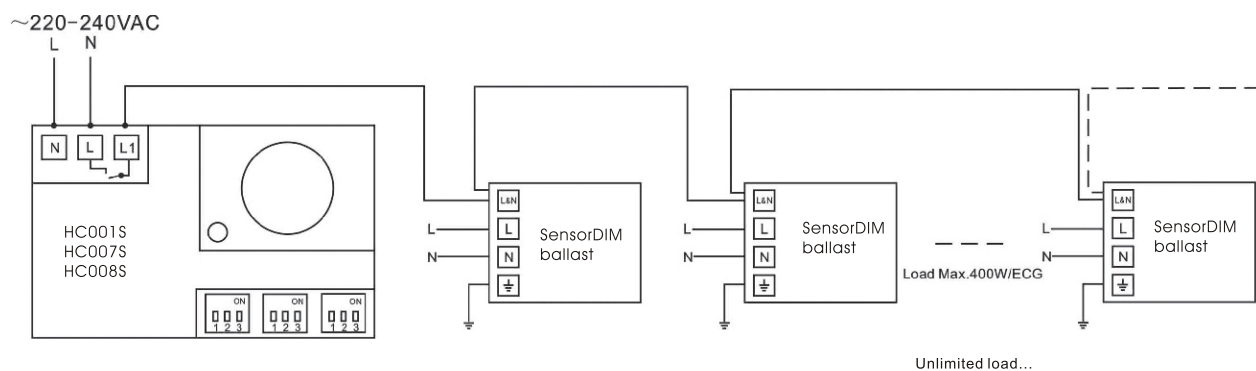 ~220-240VAC
L N
N L L1
HC001S
HC007S
HC008S
ON ON ON
1 2 3 1 2 3 1 2 3
L&N
L L
N N
SensorDIM
ballast
L&N
L L
N N
SensorDIM
ballast
Load Max.400W/ECG
L&N
L L
N N
SensorDIM
ballast
Unlimited load...